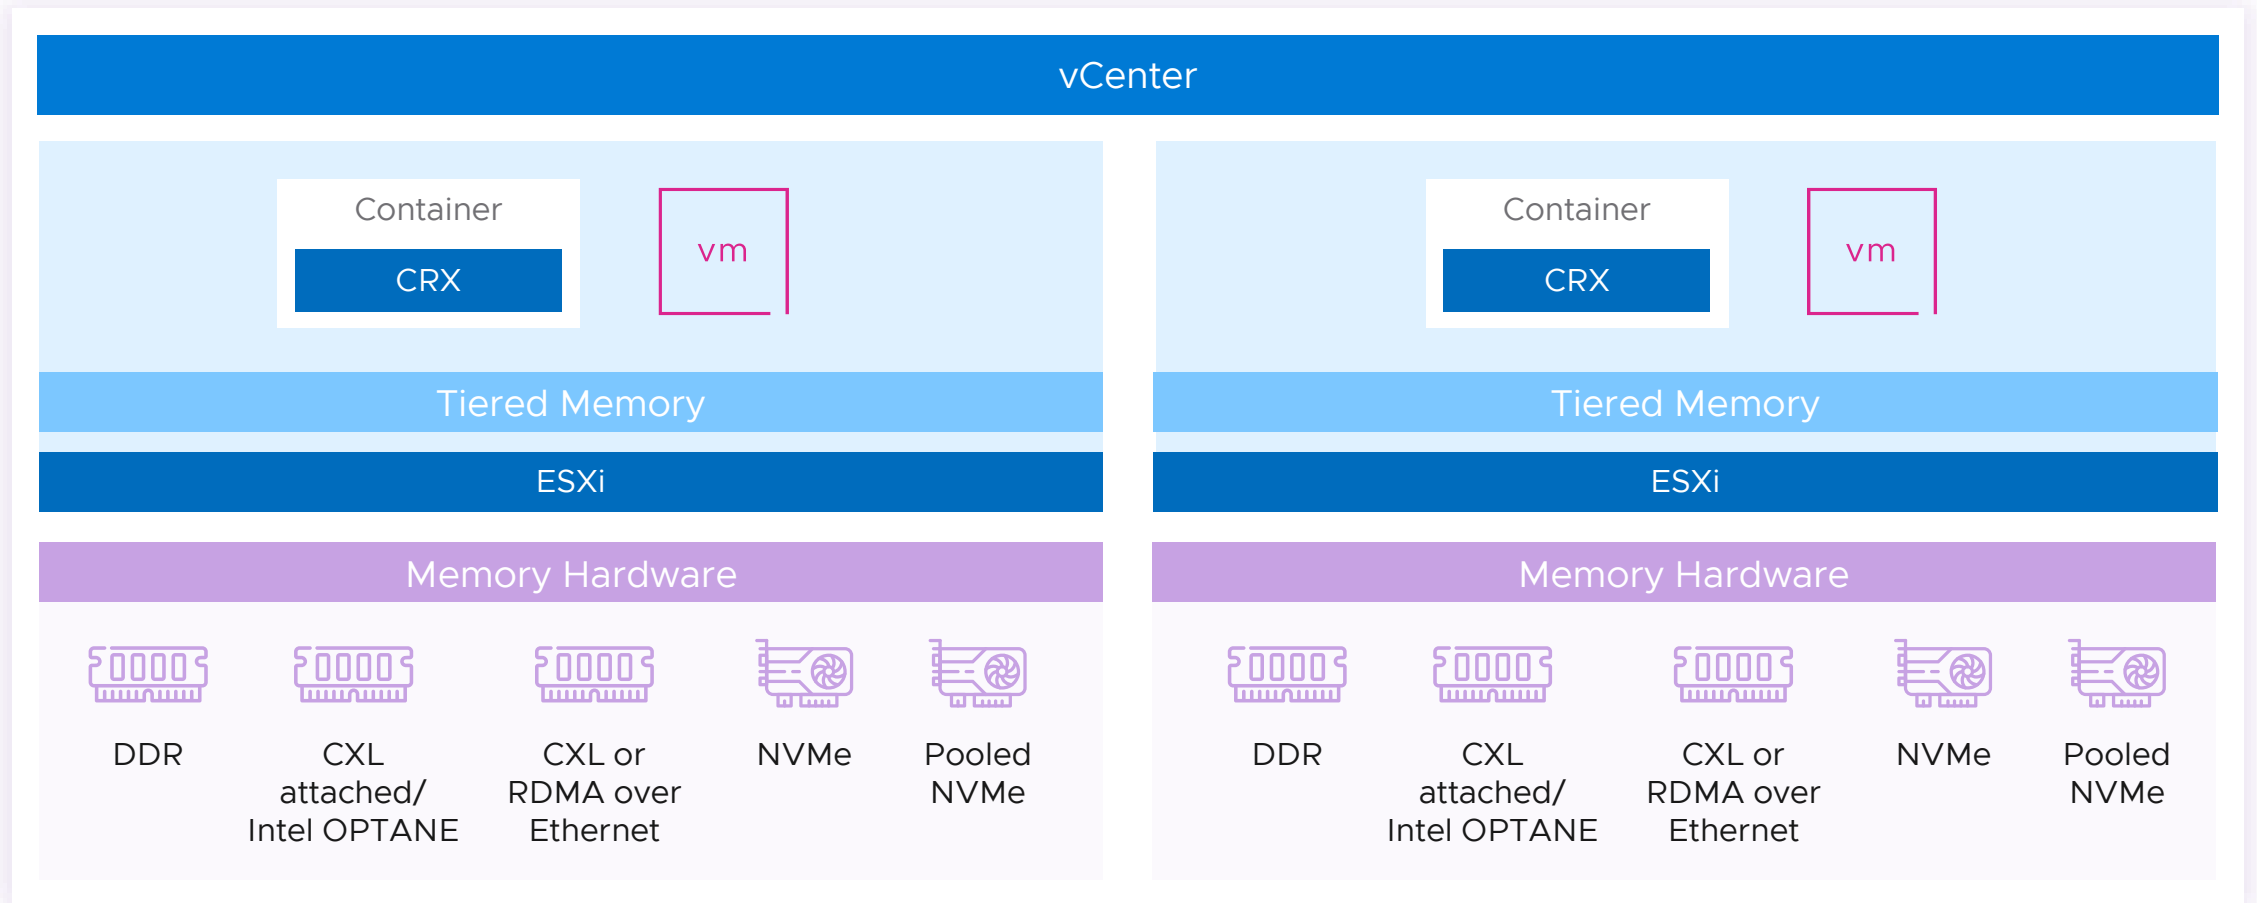 vCenter
Container
CRX
vm
Tiered Memory
ESXi
Memory Hardware
DDR
CXL
attached/
Intel OPTANE
CXL or
RDMA over
Ethernet
NVMe
Pooled
NVMe
Container
CRX
vm
Tiered Memory
ESXi
Memory Hardware
DDR
CXL
attached/
Intel OPTANE
CXL or
RDMA over
Ethernet
NVMe
Pooled
NVMe